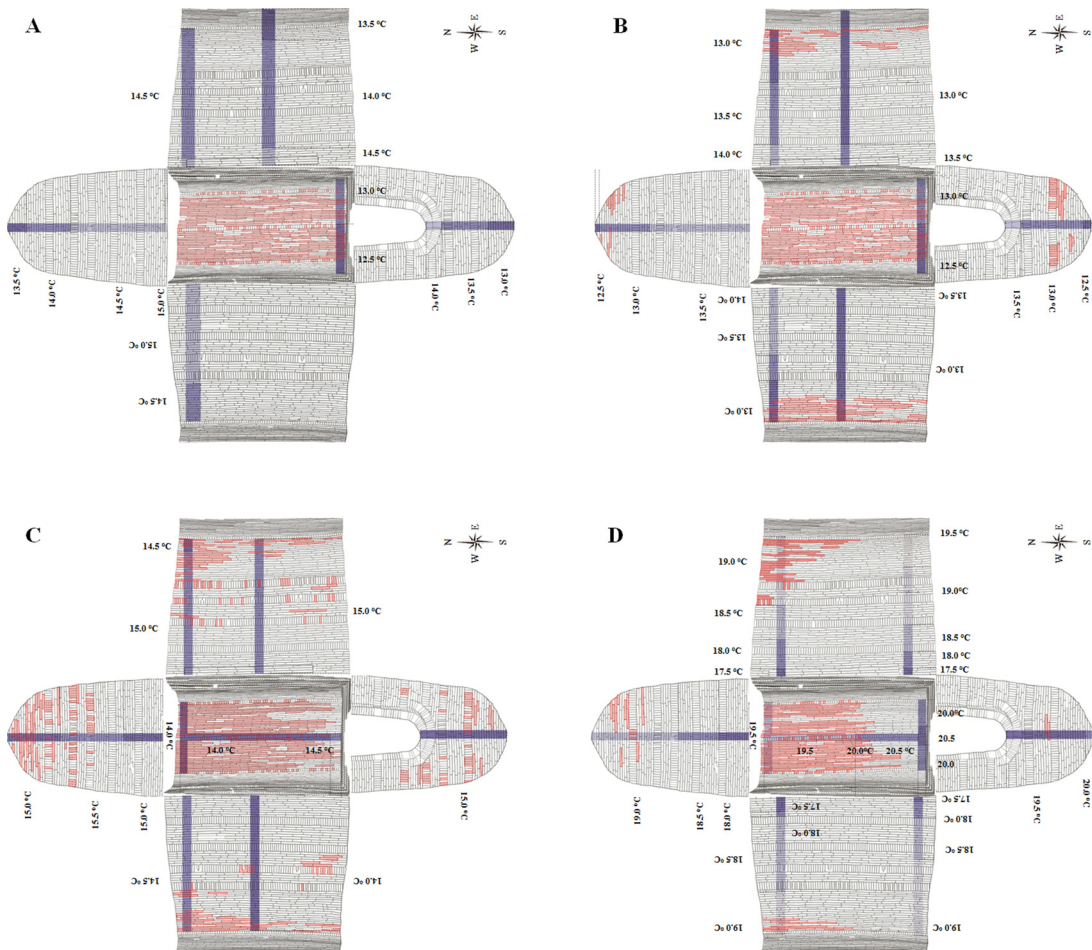 A
13.5 ºC
E
N
S
W
14.5 ºC
14.0 ºC
14.5 ºC
13.0 ºC
12.5 ºC
13.5 ºC
14.0 ºC
14.5 ºC
15.0 ºC
14.0 ºC
13.5 ºC
13.0 ºC
15.0 ºC
14.5 ºC
B
E
N
S
W
13.0 ºC
13.0 ºC
13.5 ºC
14.0 ºC
13.5 ºC
13.0 ºC
12.5 ºC
12.5 ºC
13.0 ºC
13.5 ºC
13.5 ºC
13.0 ºC
12.5 ºC
14.0 ºC
13.5 ºC
13.5 ºC
13.0 ºC
13.0 ºC
C
E
N
S
W
14.5 ºC
15.0 ºC
15.0 ºC
14.0 ºC
14.0 ºC
14.5 ºC
15.0 ºC
15.5 ºC
15.0 ºC
15.0 ºC
14.5 ºC
14.0 ºC
D
19.5 ºC
E
N
S
W
19.0 ºC
19.0ºC
18.5 ºC
18.5 ºC
18.0 ºC
18.0 ºC
17.5 ºC
17.5 ºC
19.5 ºC
20.0ºC
19.5
20.0ºC
20.5 ºC
20.5
20.0
19.0 ºC
18.5 ºC
18.0 ºC
19.5 ºC
20.0 ºC
17.5 ºC
17.5 ºC
18.0 ºC
18.0 ºC
18.5 ºC
18.5 ºC
19.0 ºC
19.0 ºC